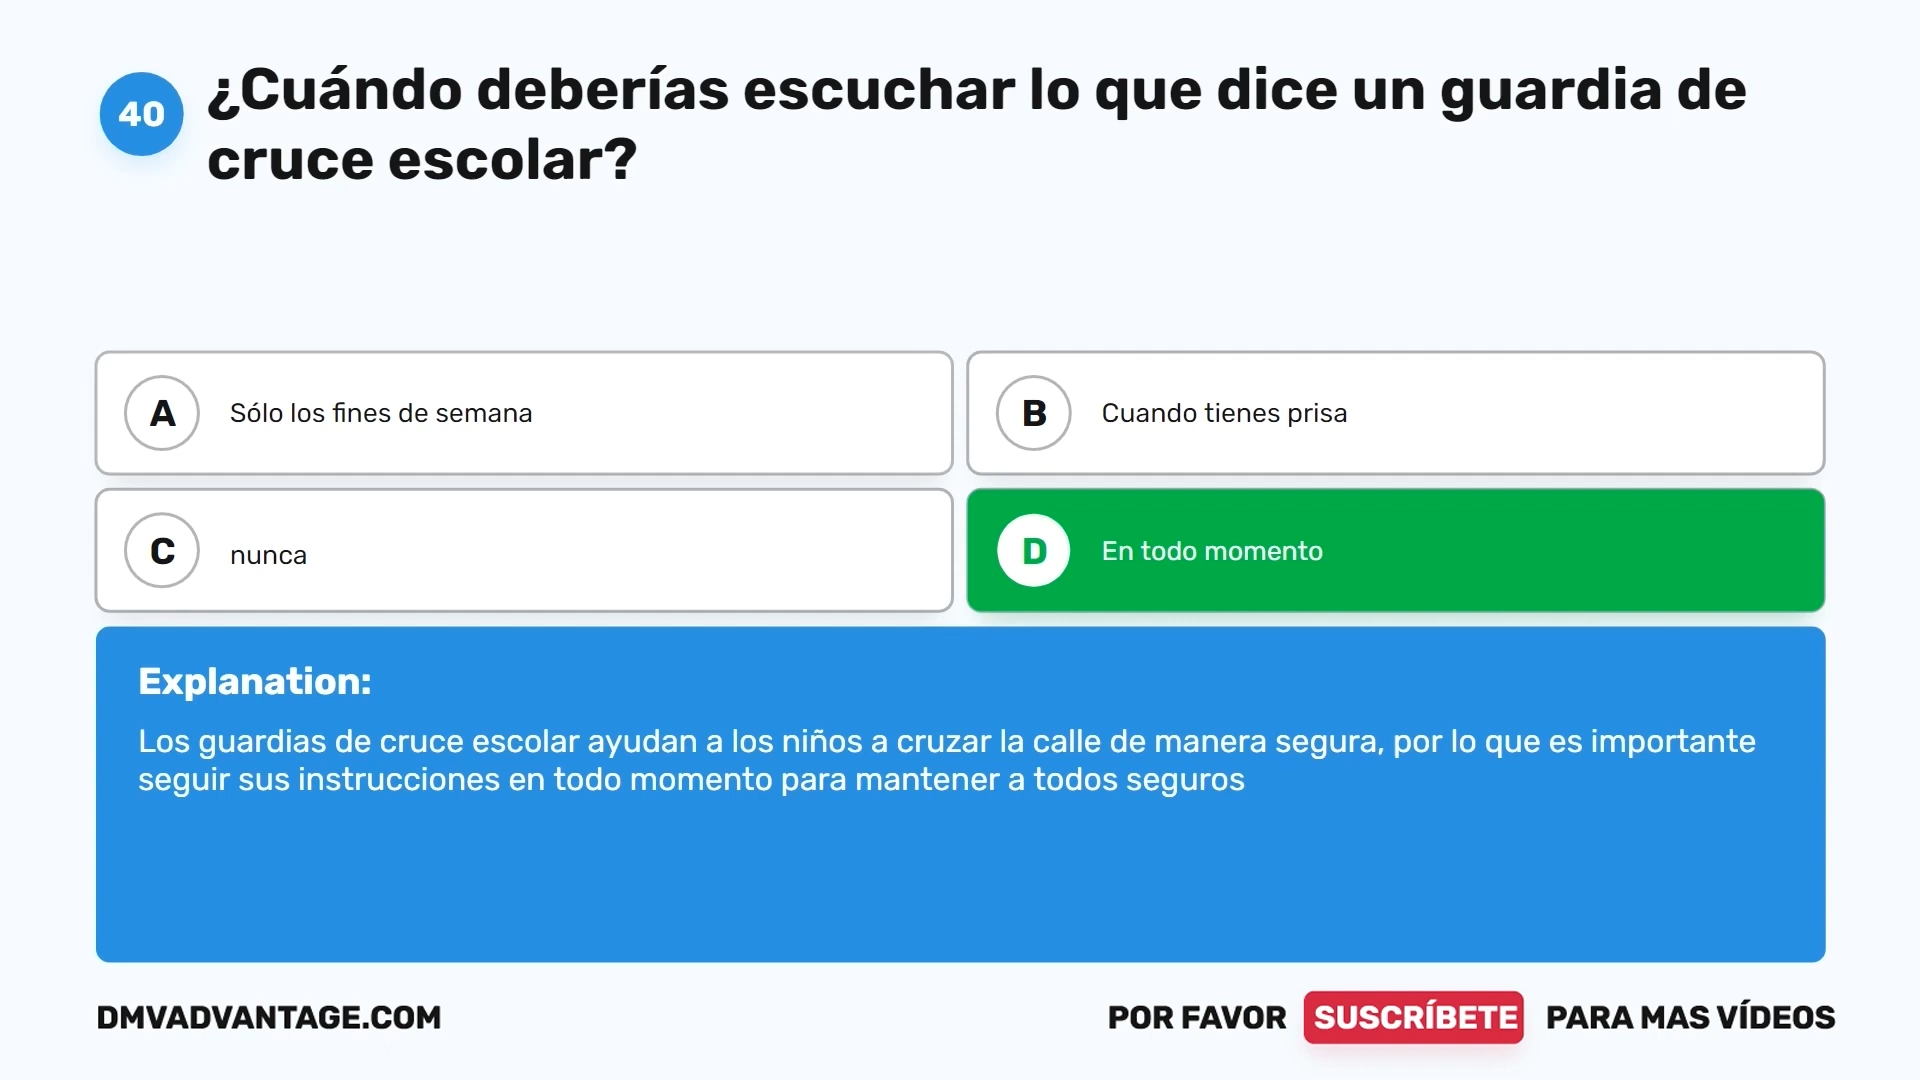 40
¿Cuándo deberías escuchar lo que dice un guardia de
cruce escolar?
A Sólo los fines de semana
B Cuando tienes prisa
C nunca
D En todo momento
Explanation:
Los guardias de cruce escolar ayudan a los niños a cruzar la calle de manera segura, por lo que es importante
seguir sus instrucciones en todo momento para mantener a todos seguros
DMVADVANTAGE.COM
POR FAVOR SUSCRÍBETE PARA MAS VÍDEOS